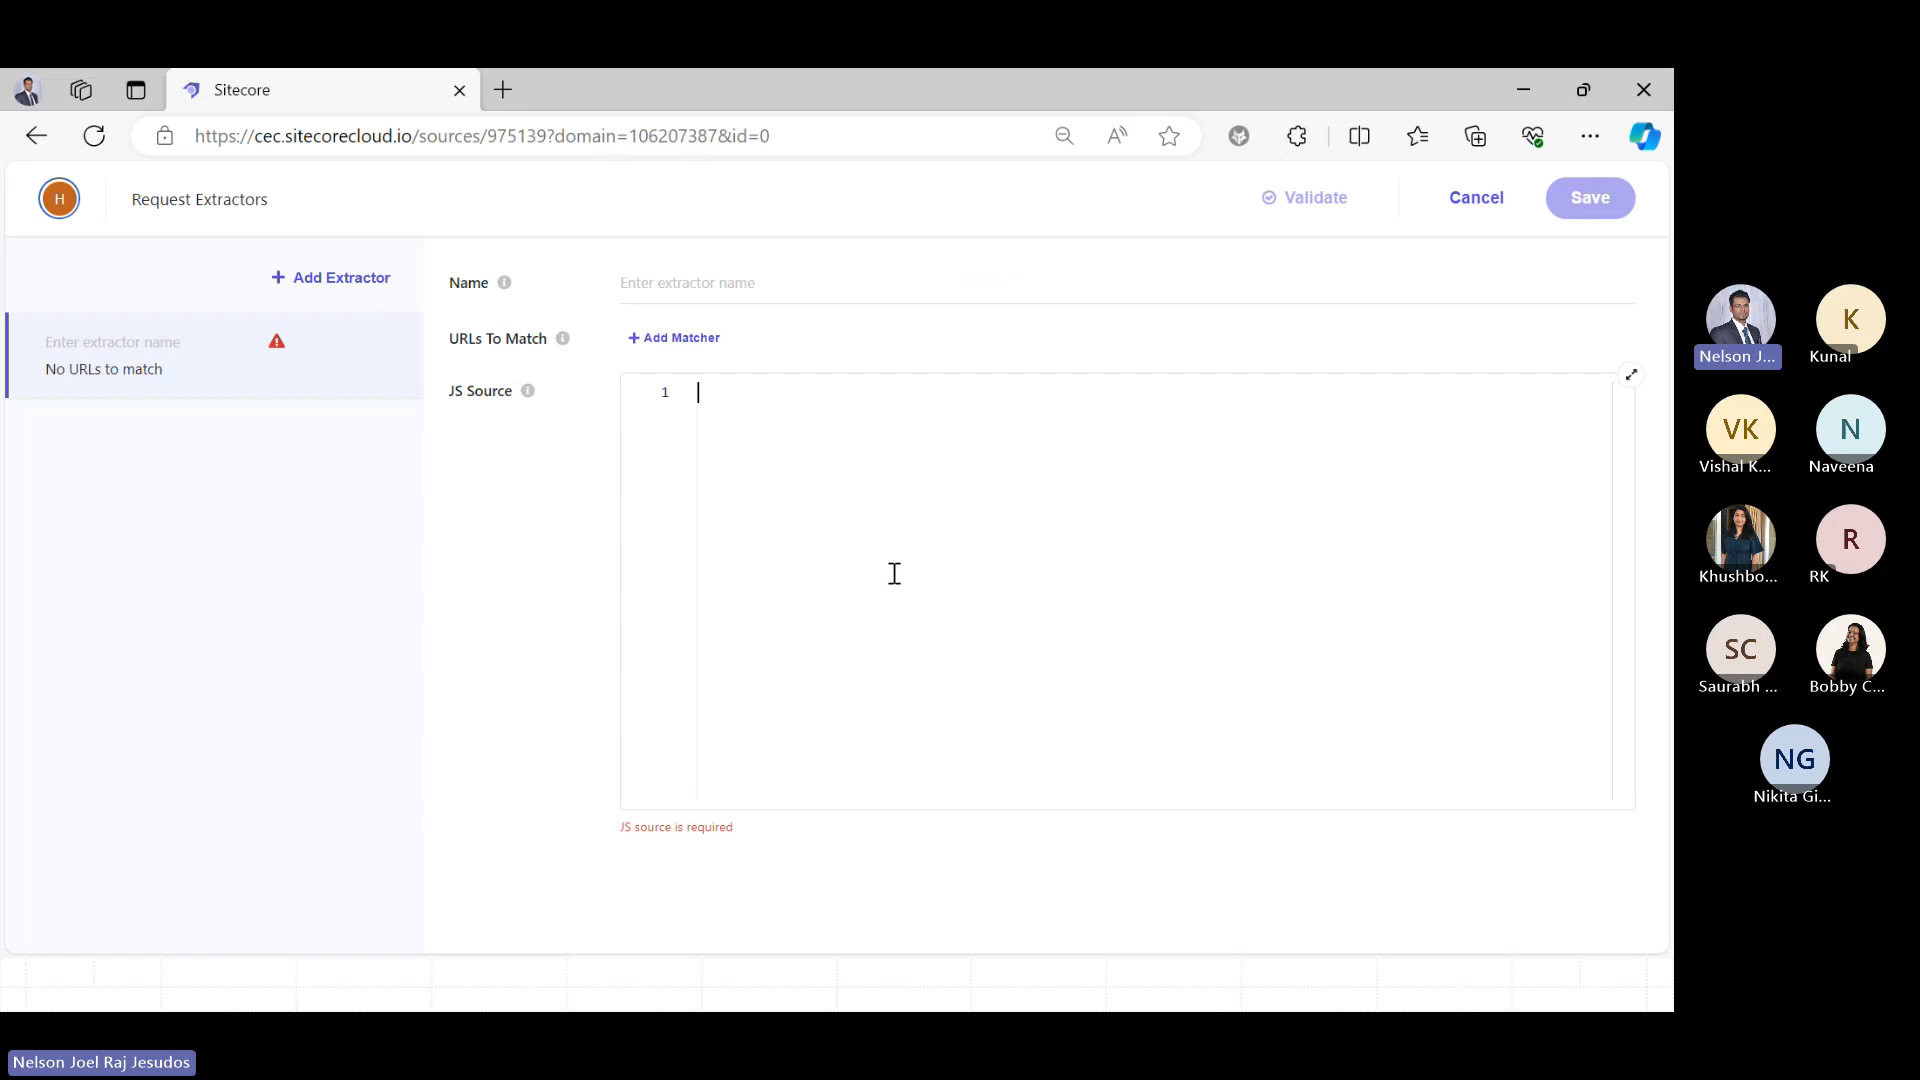 Sitecore
https://cec.sitecorecloud.io/sources/975139?domain=106207387&id=0
H
Request Extractors
Validate
Cancel
Save
+ Add Extractor
Enter extractor name
No URLs to match
Name
Enter extractor name
URLs To Match
+ Add Matcher
JS Source
1
JS source is required
Nelson J...
K
Kunal
VK
Vishal K...
N
Naveena
Khushbo...
R
RK
SC
Saurabh ...
Bobby C...
NG
Nikita Gi...
Nelson Joel Raj Jesudos